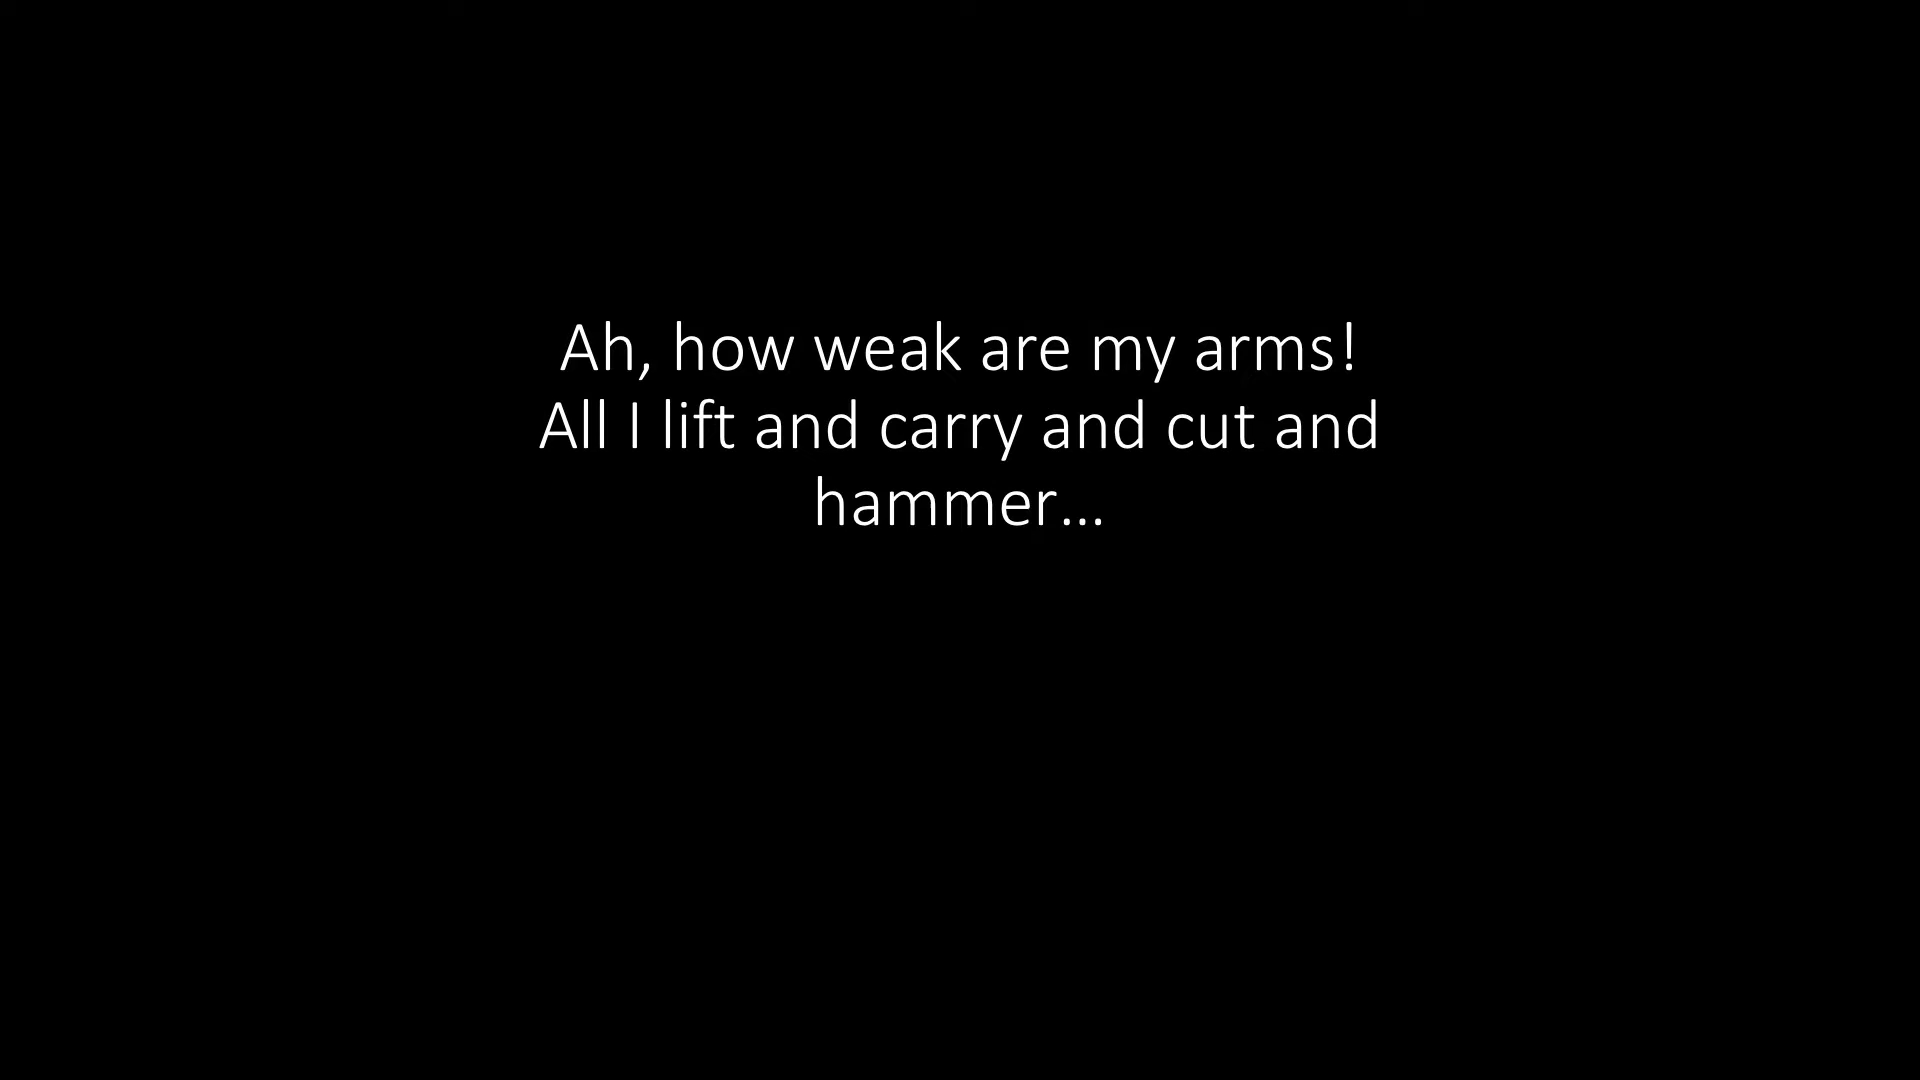 Ah, how weak are my arms!
All I lift and carry and cut and
hammer...